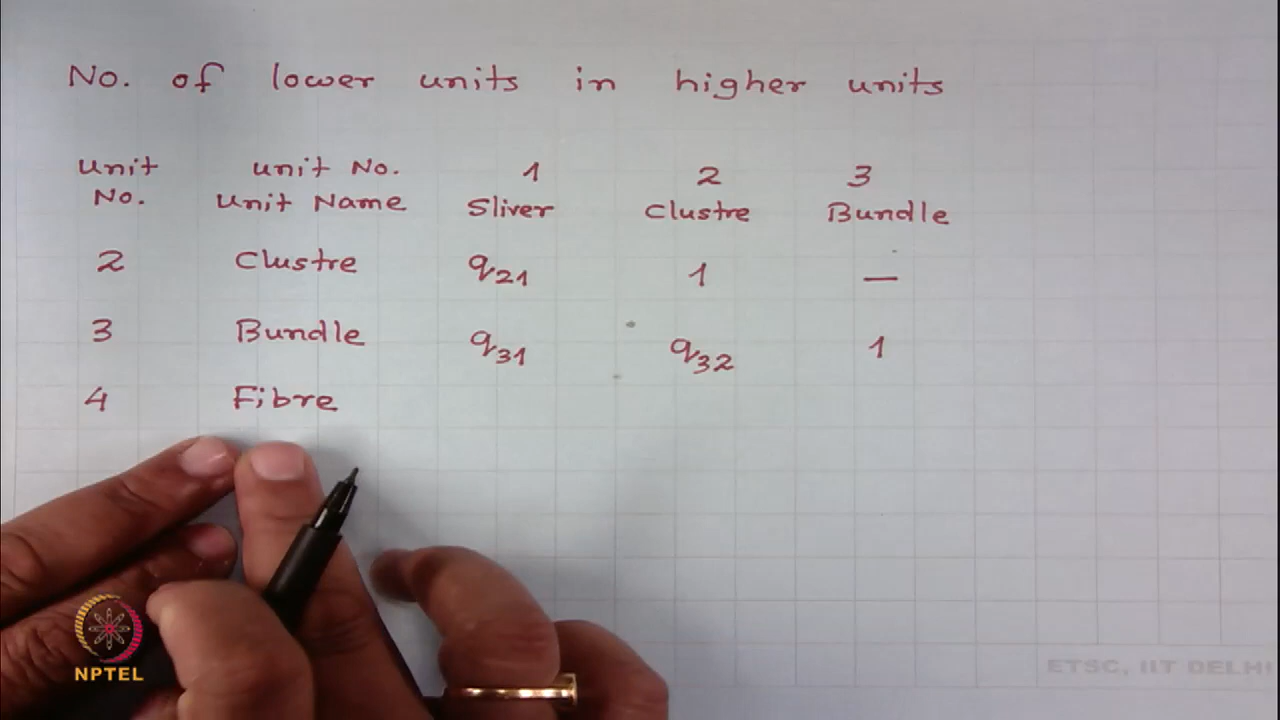 No. of lower units in higher units
Unit No. unit No. 1 2 3
Unit Name Sliver Clustre Bundle
2 Clustre q21 1 —
3 Bundle q31 q32 1
4 Fibre
NPTEL
ETSC, IIT DELHI